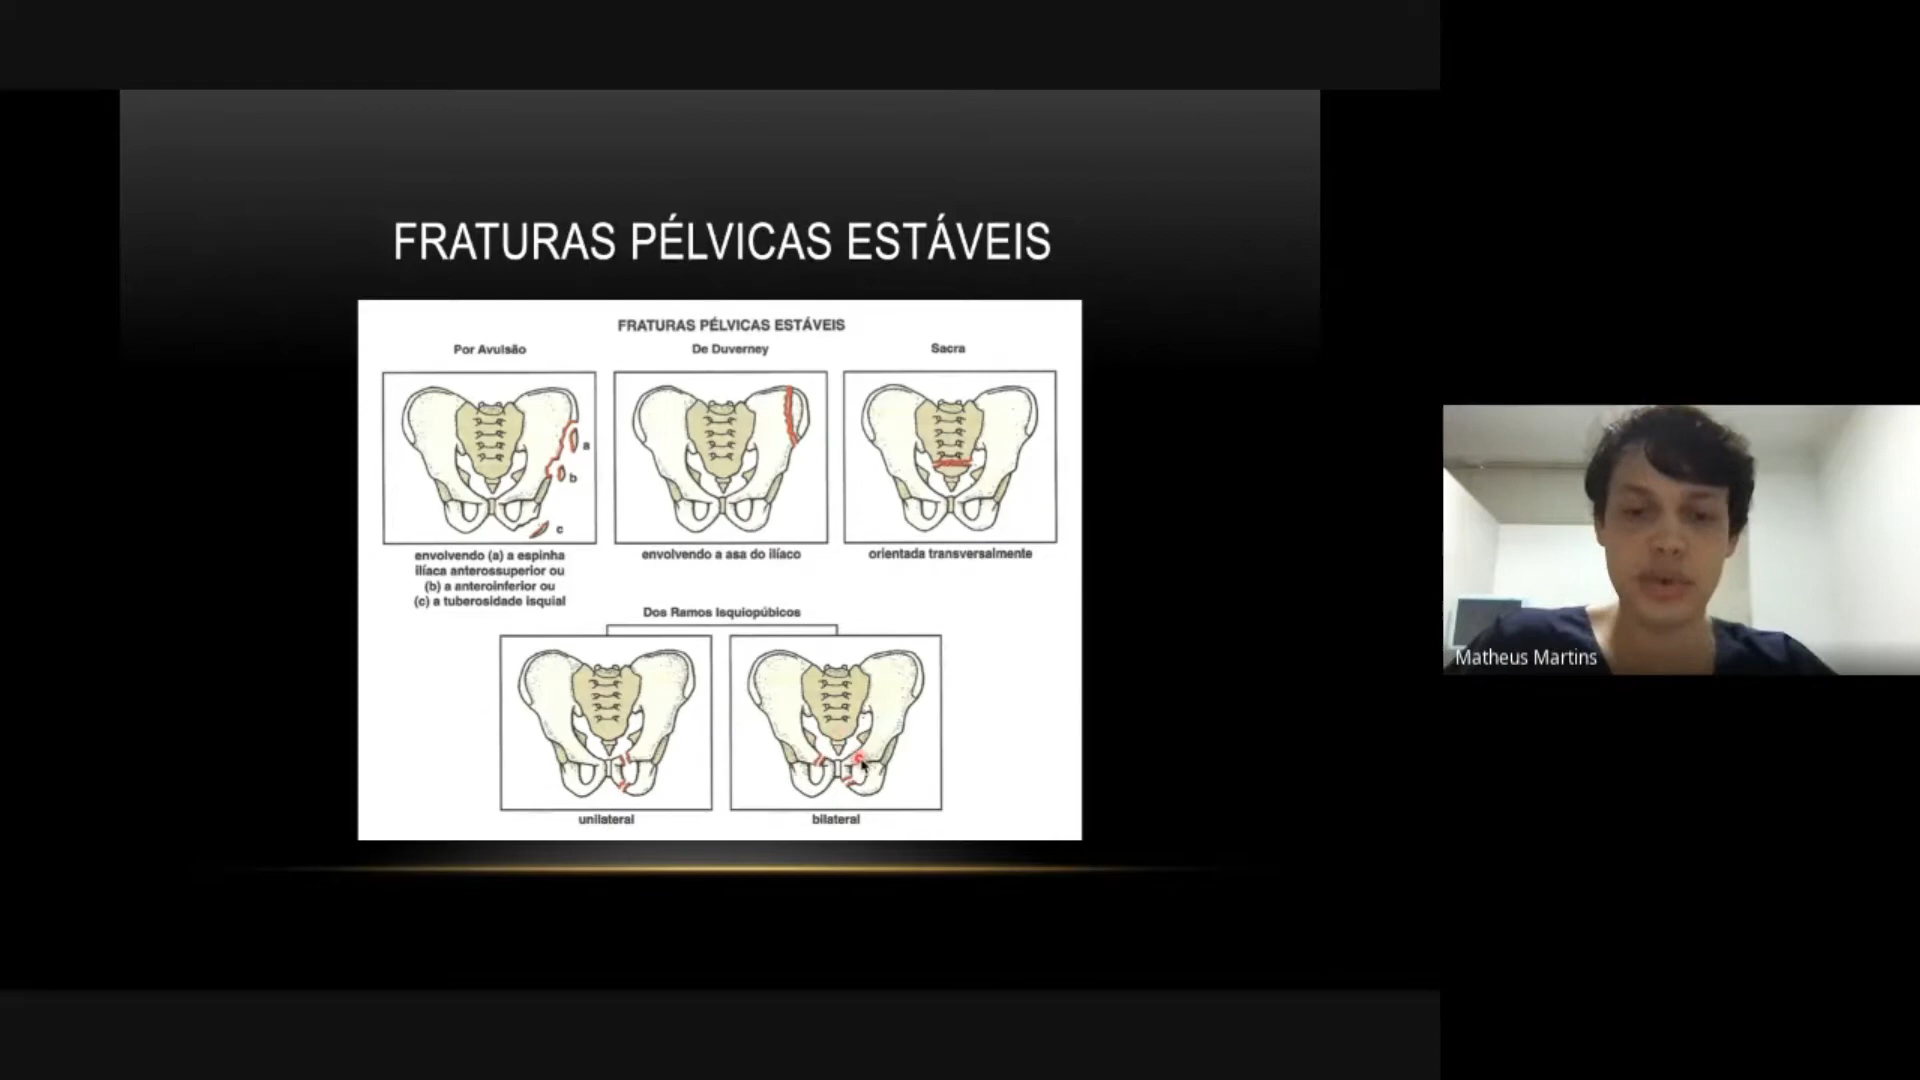 FRATURAS PÉLVICAS ESTÁVEIS
FRATURAS PÉLVICAS ESTÁVEIS
Por Avulsão
De Duverney
Sacra
a
b
c
envolvendo (a) a espinha
ilíaca anterossuperior ou
(b) a anteroinferior ou
(c) a tuberosidade isquial
envolvendo a asa do ilíaco
orientada transversalmente
Dos Ramos Isquiopúbicos
unilateral
bilateral
Matheus Martins